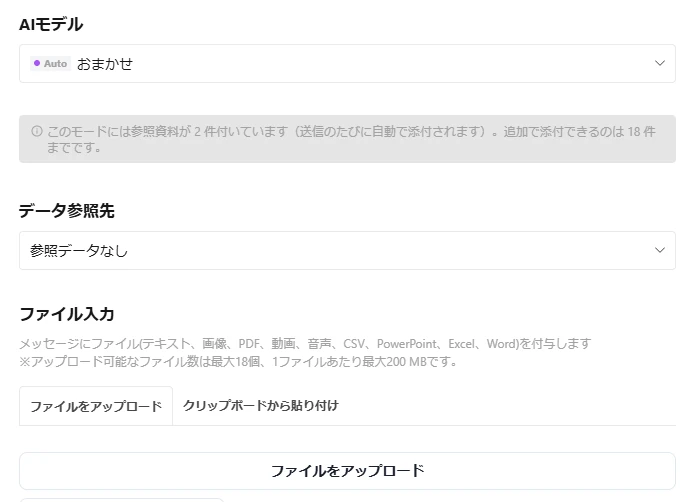 AIモデル
Auto おまかせ
このモードには参照資料が 2 件付いています（送信のたびに自動で添付されます）。追加で添付できるのは 18 件
までです。
データ参照先
参照データなし
ファイル入力
メッセージにファイル(テキスト、画像、PDF、動画、音声、CSV、PowerPoint、Excel、Word)を付与します
※アップロード可能なファイル数は最大18個、1ファイルあたり最大200 MBです。
ファイルをアップロード クリップボードから貼り付け
ファイルをアップロード